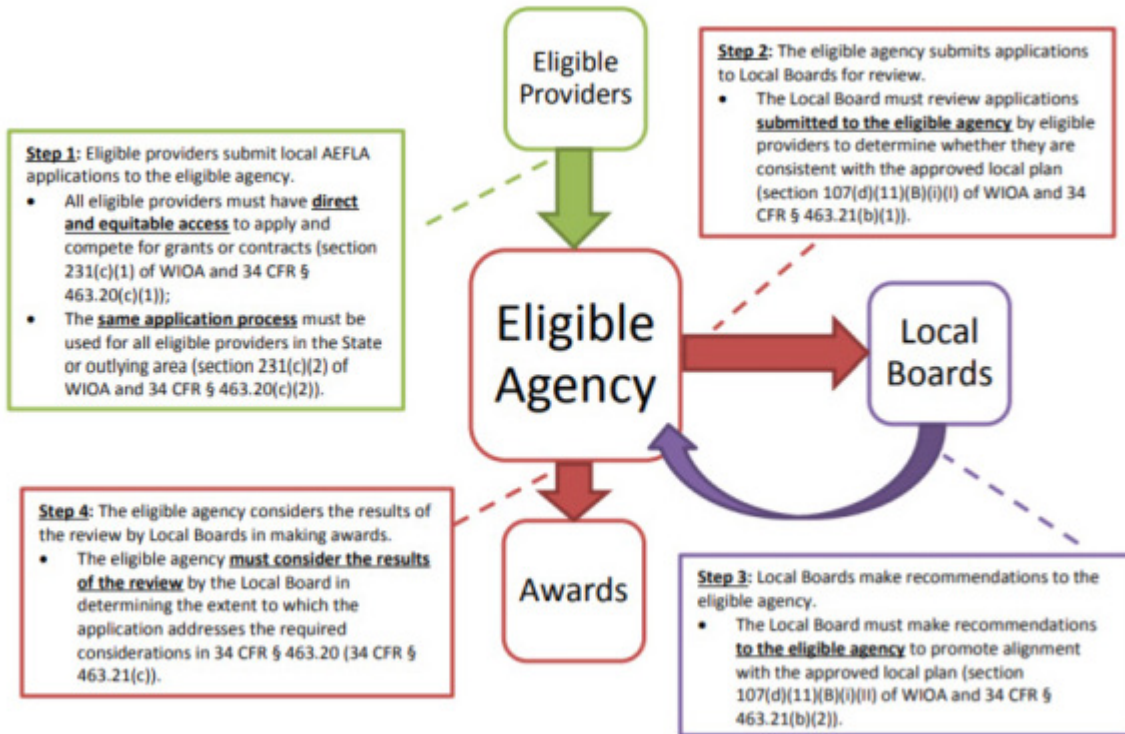 Eligible
Providers
Step 2: The eligible agency submits applications
to Local Boards for review.
• The Local Board must review applications
submitted to the eligible agency by eligible
providers to determine whether they are
consistent with the approved local plan
(section 107(d)(11)(B)(i)(I) of WIOA and 34
CFR § 463.21(b)(1)).
Step 1: Eligible providers submit local AEFLA
applications to the eligible agency.
• All eligible providers must have direct
and equitable access to apply and
compete for grants or contracts (section
231(c)(1) of WIOA and 34 CFR §
463.20(c)(1));
• The same application process must be
used for all eligible providers in the State
or outlying area (section 231(c)(2) of
WIOA and 34 CFR § 463.20(c)(2)).
Eligible
Agency
Local
Boards
Step 4: The eligible agency considers the results of
the review by Local Boards in making awards.
• The eligible agency must consider the results
of the review by the Local Board in
determining the extent to which the
application addresses the required
considerations in 34 CFR § 463.20 (34 CFR §
463.21(c)).
Awards
Step 3: Local Boards make recommendations to the
eligible agency.
• The Local Board must make recommendations
to the eligible agency to promote alignment
with the approved local plan (section
107(d)(11)(B)(i)(II) of WIOA and 34 CFR §
463.21(b)(2)).